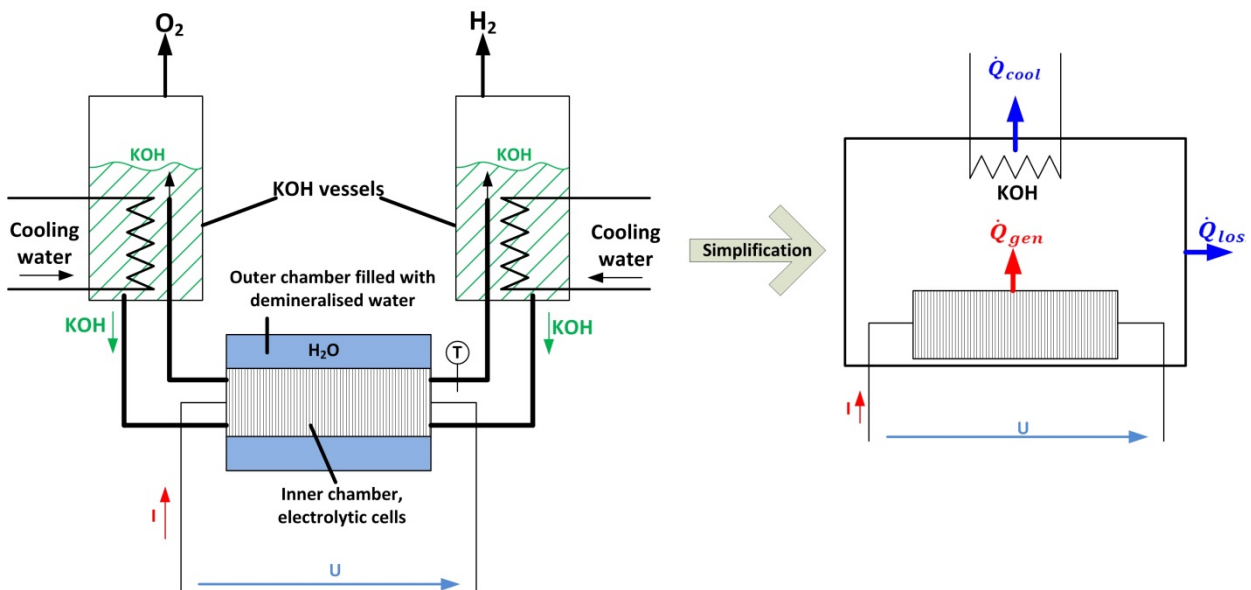 O₂
H₂
KOH
KOH
KOH vessels
Cooling
water
Cooling
water
Outer chamber filled with
demineralised water
KOH
KOH
H₂O
T
Inner chamber,
electrolytic cells
I
U
Simplification
Q̇cool
KOH
Q̇gen
Q̇los
I
U